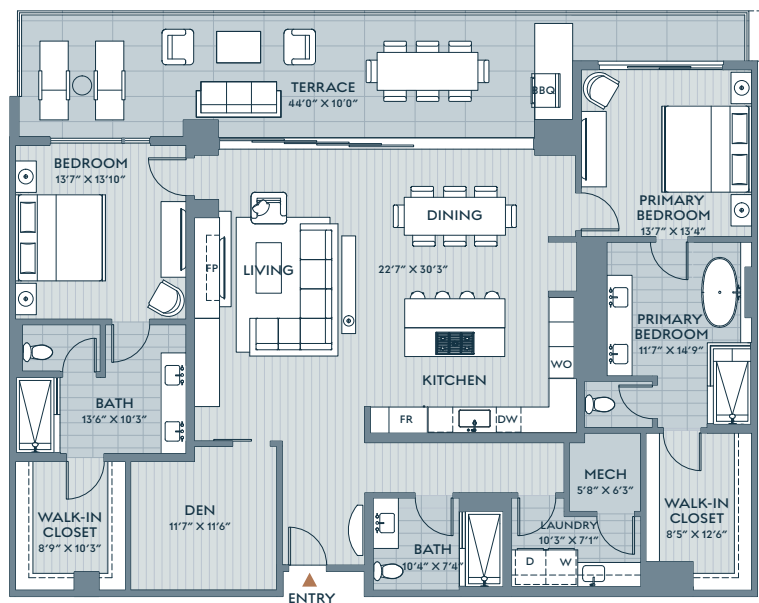 TERRACE
44'0" X 10'0"
BBQ
BEDROOM
13'7" X 13'10"
PRIMARY
BEDROOM
13'7" X 13'4"
DINING
FP
LIVING
22'7" X 30'3"
PRIMARY
BEDROOM
11'7" X 14'9"
WO
KITCHEN
BATH
13'6" X 10'3"
FR
DW
MECH
5'8" X 6'3"
WALK-IN
CLOSET
8'9" X 10'3"
DEN
11'7" X 11'6"
WALK-IN
CLOSET
8'5" X 12'6"
LAUNDRY
10'3" X 7'1"
BATH
10'4" X 7'4"
D
W
ENTRY